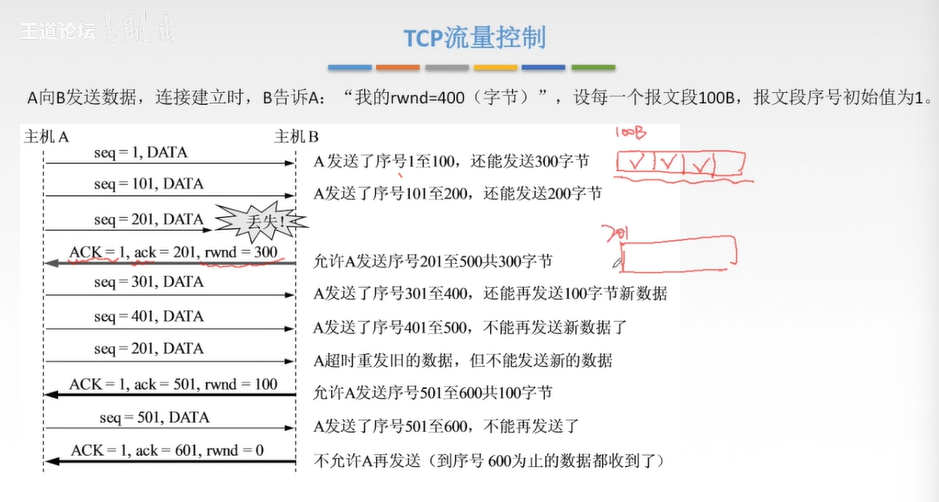 王道论坛
TCP流量控制
A向B发送数据，连接建立时，B告诉A：“我的rwnd=400（字节）”，设每一个报文段100B，报文段序号初始值为1。
主机A 主机B
100B
seq = 1, DATA A发送了序号1至100，还能发送300字节
seq = 101, DATA A发送了序号101至200，还能发送200字节
seq = 201, DATA 丢失!
201
ACK = 1, ack = 201, rwnd = 300 允许A发送序号201至500共300字节
seq = 301, DATA A发送了序号301至400，还能再发送100字节新数据
seq = 401, DATA A发送了序号401至500，不能再发送新数据了
seq = 201, DATA A超时重发旧的数据，但不能发送新的数据
ACK = 1, ack = 501, rwnd = 100 允许A发送序号501至600共100字节
seq = 501, DATA A发送了序号501至600，不能再发送了
ACK = 1, ack = 601, rwnd = 0 不允许A再发送（到序号600为止的数据都收到了）